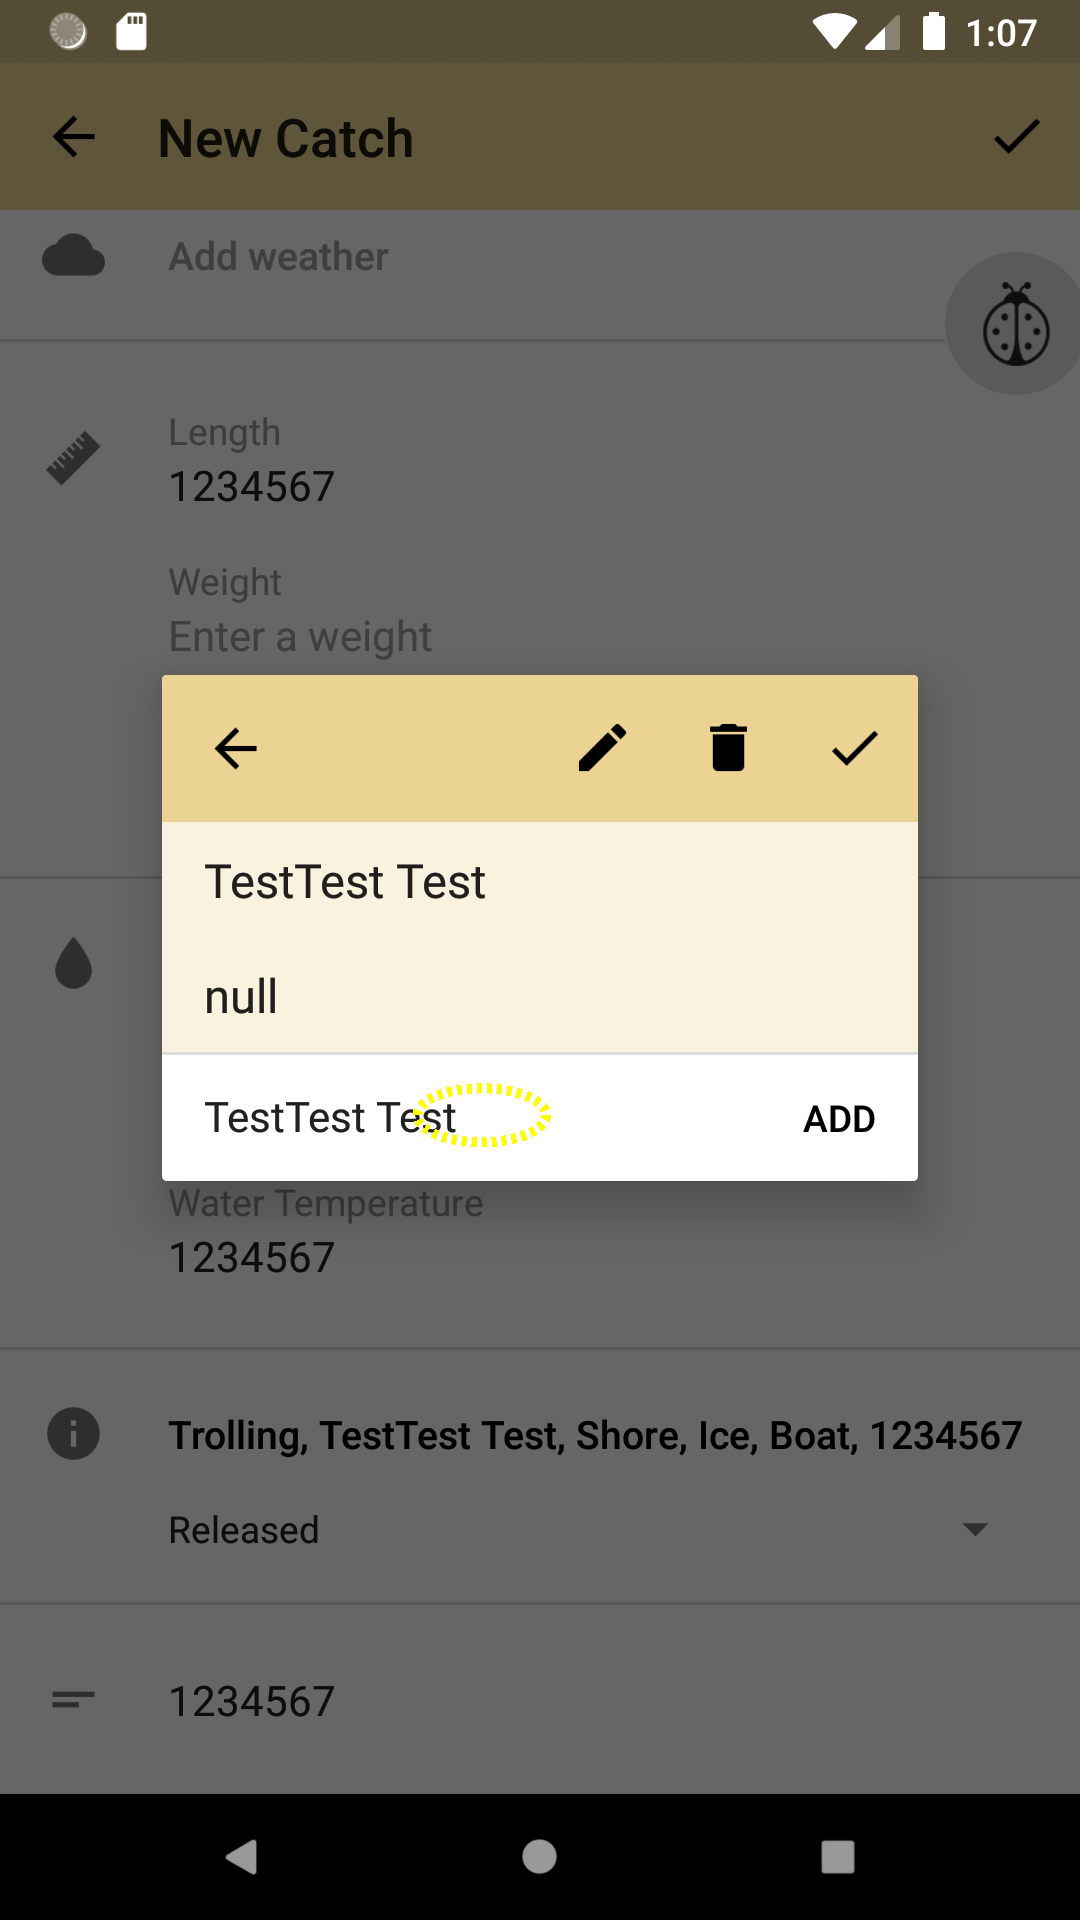 1:07
New Catch
Add weather
Length
1234567
Weight
Enter a weight
TestTest Test
null
TestTest Test ADD
Water Temperature
1234567
Trolling, TestTest Test, Shore, Ice, Boat, 1234567
Released
1234567